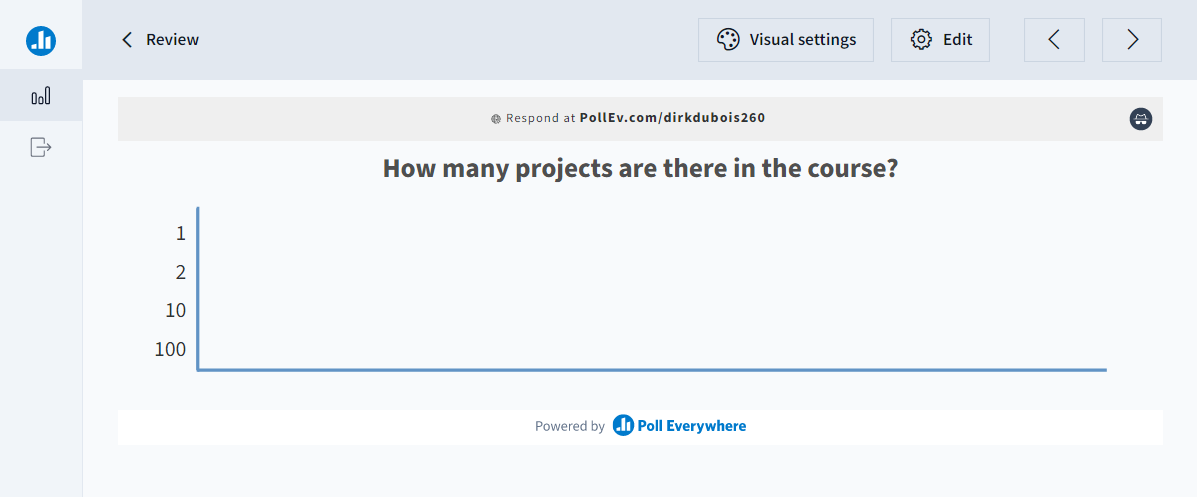 Review
Visual settings
Edit
Respond at PollEv.com/dirkdubois260
How many projects are there in the course?
1
2
10
100
Powered by Poll Everywhere